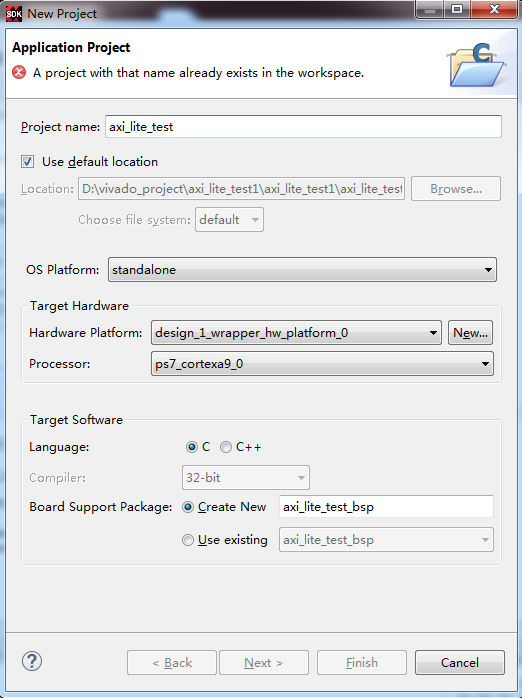 SDK New Project
Application Project
A project with that name already exists in the workspace.
C
Project name: axi_lite_test
Use default location
Location: D:\vivado_project\axi_lite_test1\axi_lite_test1\axi_lite_test Browse...
Choose file system: default
OS Platform: standalone
Target Hardware
Hardware Platform: design_1_wrapper_hw_platform_0 New...
Processor: ps7_cortexa9_0
Target Software
Language: C C++
Compiler: 32-bit
Board Support Package: Create New axi_lite_test_bsp
Use existing axi_lite_test_bsp
? < Back Next > Finish Cancel